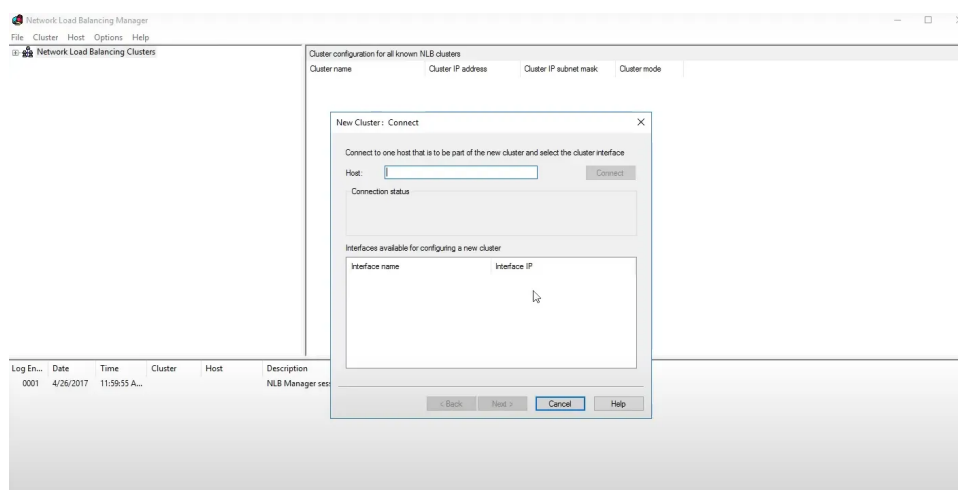 Network Load Balancing Manager
File Cluster Host Options Help
Network Load Balancing Clusters
Cluster configuration for all known NLB clusters
Cluster name Cluster IP address Cluster IP subnet mask Cluster mode
New Cluster : Connect
Connect to one host that is to be part of the new cluster and select the cluster interface
Host: Connect
Connection status
Interfaces available for configuring a new cluster
Interface name Interface IP
< Back Next > Cancel Help
Log En... Date Time Cluster Host Description
0001 4/26/2017 11:59:55 A... NLB Manager